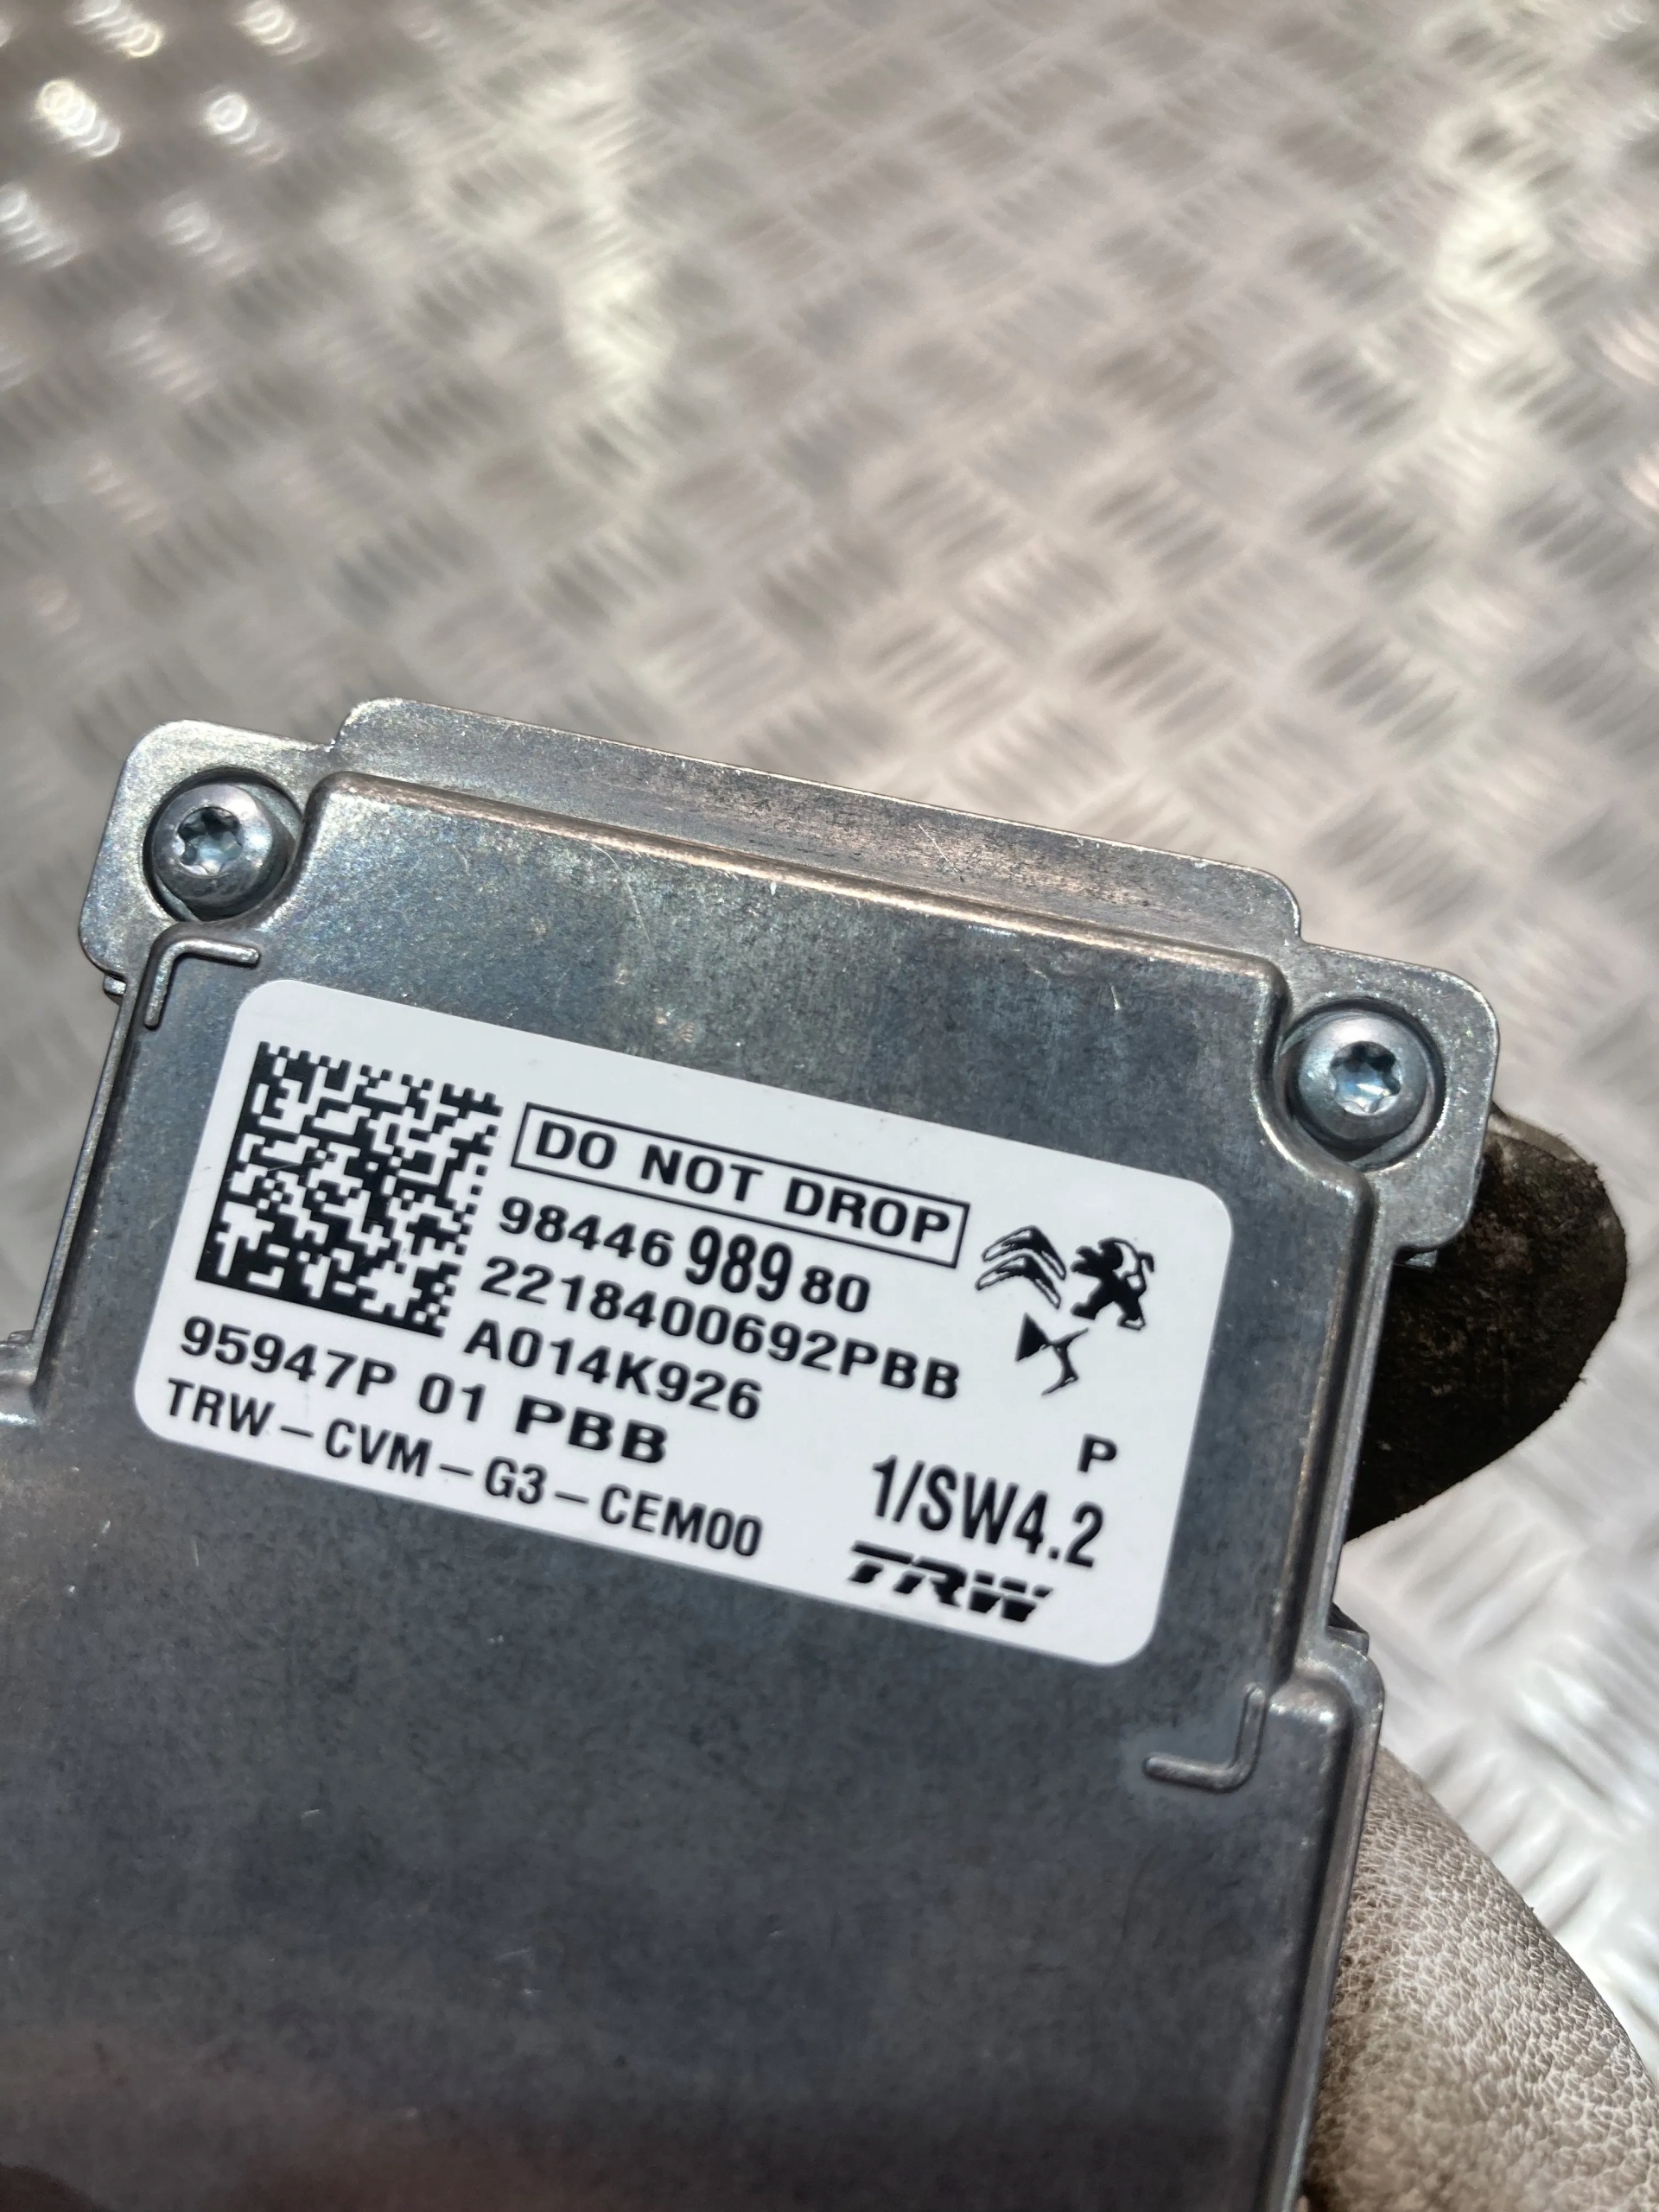 DO NOT DROP
98446 989 80
2218400692PBB
A014K926
95947P 01 PBB
TRW-CVM-G3-CEM00
P
1/SW4.2
TRW